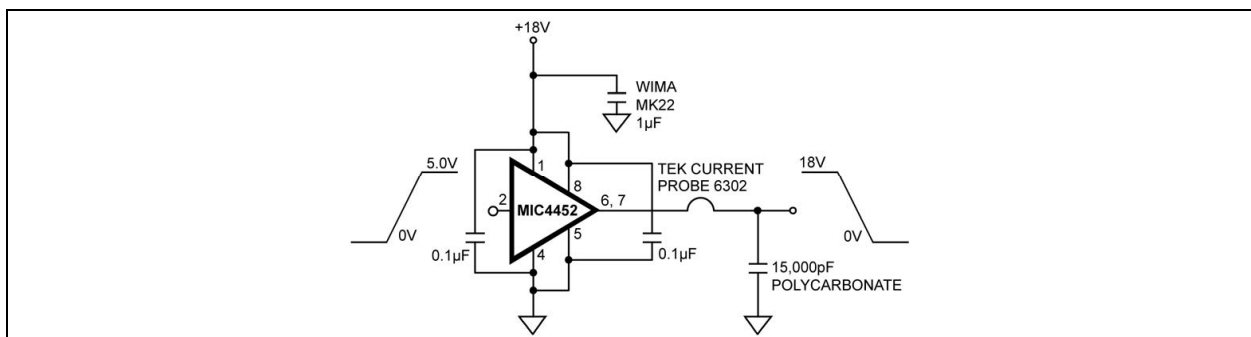 +18V
WIMA
MK22
1µF
5.0V
0V
0.1µF
2
1
8
MIC4452
6, 7
5
4
0.1µF
TEK CURRENT
PROBE 6302
18V
0V
15,000pF
POLYCARBONATE